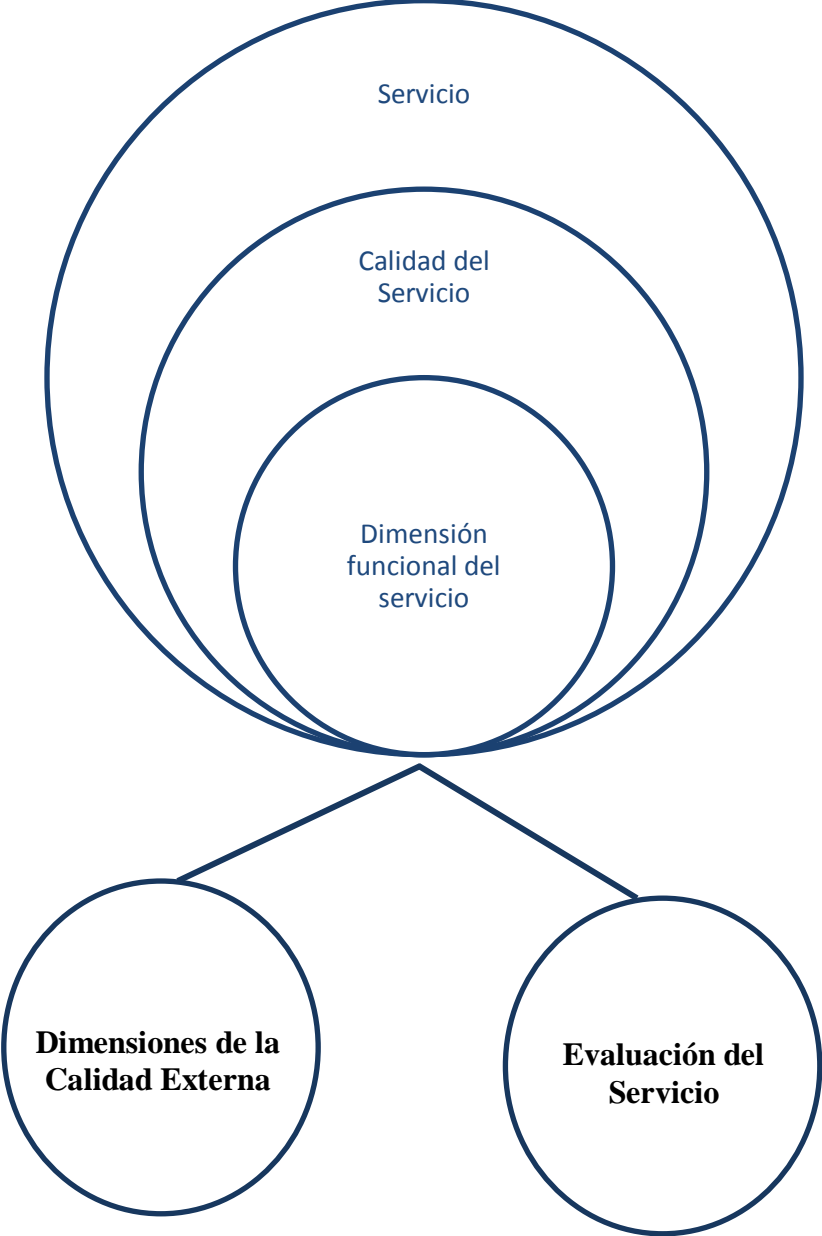 Servicio
Calidad del
Servicio
Dimensión
funcional del
servicio
Dimensiones de la
Calidad Externa
Evaluación del
Servicio